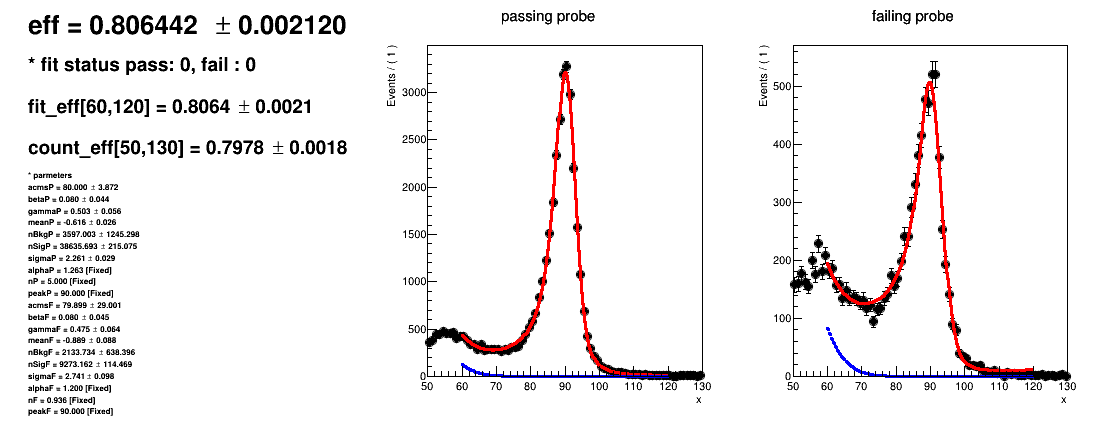 eff = 0.806442 ± 0.002120
* fit status pass: 0, fail : 0
fit_eff[60,120] = 0.8064 ± 0.0021
count_eff[50,130] = 0.7978 ± 0.0018
* parmeters
acmsP = 80.000 ± 3.872
betaP = 0.080 ± 0.044
gammaP = 0.503 ± 0.056
meanP = -0.616 ± 0.026
nBkgP = 3597.003 ± 1245.298
nSigP = 38635.693 ± 215.075
sigmaP = 2.261 ± 0.029
alphaP = 1.263 [Fixed]
nP = 5.000 [Fixed]
peakP = 90.000 [Fixed]
acmsF = 79.899 ± 29.001
betaF = 0.080 ± 0.045
gammaF = 0.475 ± 0.064
meanF = -0.889 ± 0.088
nBkgF = 2133.734 ± 638.396
nSigF = 9273.162 ± 114.469
sigmaF = 2.741 ± 0.098
alphaF = 1.200 [Fixed]
nF = 0.936 [Fixed]
peakF = 90.000 [Fixed]
passing probe
Events / ( 1 )
3000
2500
2000
1500
1000
500
0
50 60 70 80 90 100 110 120 130
x
failing probe
Events / ( 1 )
500
400
300
200
100
0
50 60 70 80 90 100 110 120 130
x